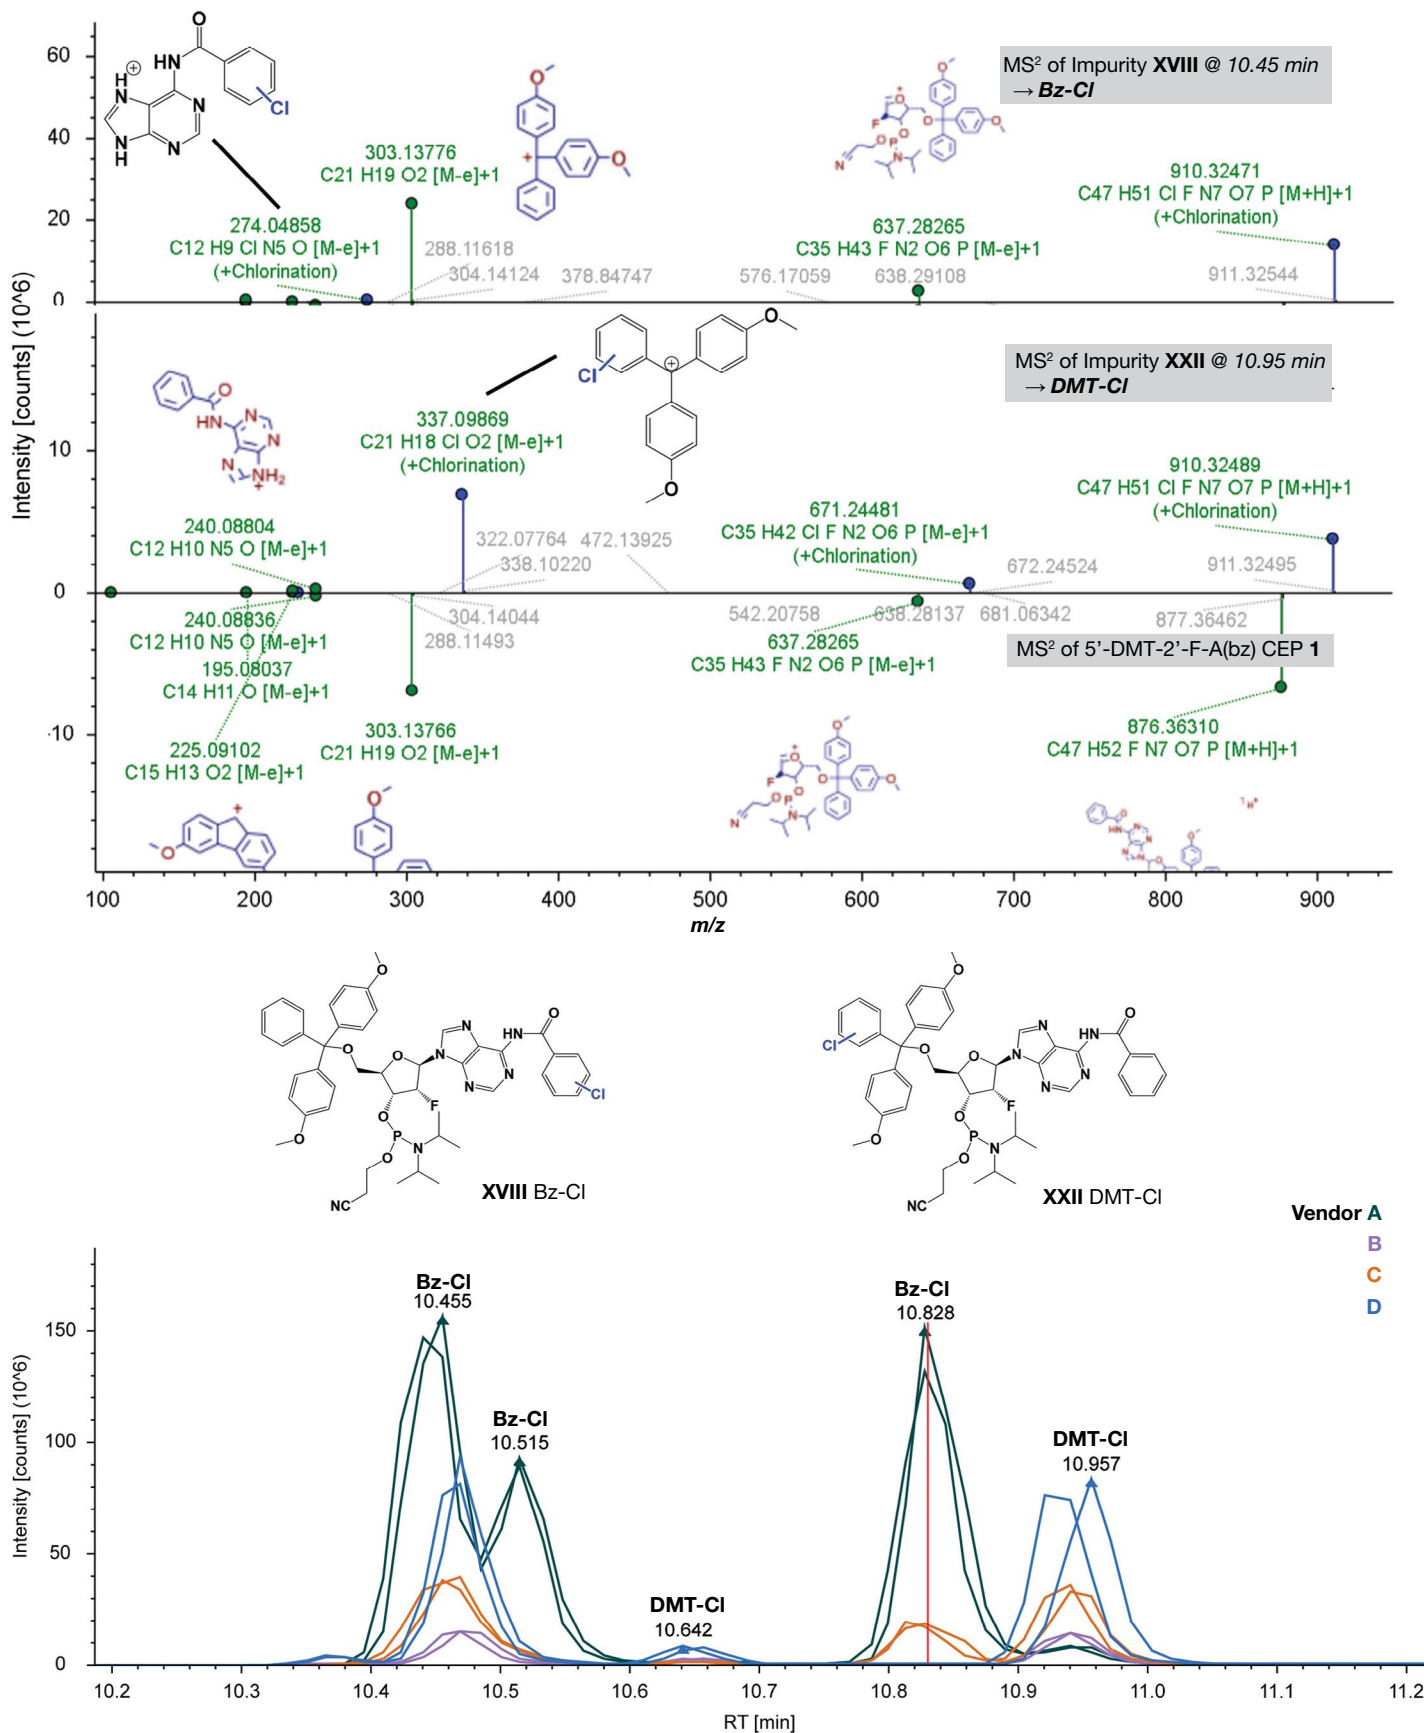 MS² of Impurity XVIII @ 10.45 min
→ Bz-Cl
O
HN
H
N
N
N
N
H
Cl
O
O
O
F
O
O
O
O
P
N
N
O
60
40
20
0
303.13776
C21 H19 O2 [M-e]+1
274.04858
C12 H9 Cl N5 O [M-e]+1
(+Chlorination)
288.11618
304.14124
378.84747
576.17059
637.28265
C35 H43 F N2 O6 P [M-e]+1
638.29108
910.32471
C47 H51 Cl F N7 O7 P [M+H]+1
(+Chlorination)
911.32544
Intensity [counts] (10^6)
MS² of Impurity XXII @ 10.95 min
→ DMT-Cl
O
Cl
O
O
HN
N
N
N
NH2
10
0
-10
337.09869
C21 H18 Cl O2 [M-e]+1
(+Chlorination)
240.08804
C12 H10 N5 O [M-e]+1
322.07764
472.13925
338.10220
671.24481
C35 H42 Cl F N2 O6 P [M-e]+1
(+Chlorination)
672.24524
910.32489
C47 H51 Cl F N7 O7 P [M+H]+1
(+Chlorination)
911.32495
240.08836
C12 H10 N5 O [M-e]+1
195.08037
C14 H11 O [M-e]+1
225.09102
C15 H13 O2 [M-e]+1
304.14044
288.11493
303.13766
C21 H19 O2 [M-e]+1
542.20758
638.28137
681.06342
637.28265
C35 H43 F N2 O6 P [M-e]+1
877.36462
MS² of 5'-DMT-2'-F-A(bz) CEP 1
876.36310
C47 H52 F N7 O7 P [M+H]+1
O
O
O
F
O
O
O
O
P
N
N
O
100
200
300
400
500
600
700
800
900
m/z
O
O
O
O
N
N
N
N
HN
O
Cl
F
O
P
O
N
NC
XVIII Bz-Cl
O
Cl
O
O
O
N
N
N
N
HN
O
F
O
P
O
N
NC
XXII DMT-Cl
Vendor A
B
C
D
Intensity [counts] (10^6)
150
100
50
0
Bz-Cl
10.455
Bz-Cl
10.515
DMT-Cl
10.642
Bz-Cl
10.828
DMT-Cl
10.957
10.2
10.3
10.4
10.5
10.6
10.7
10.8
10.9
11.0
11.1
11.2
RT [min]